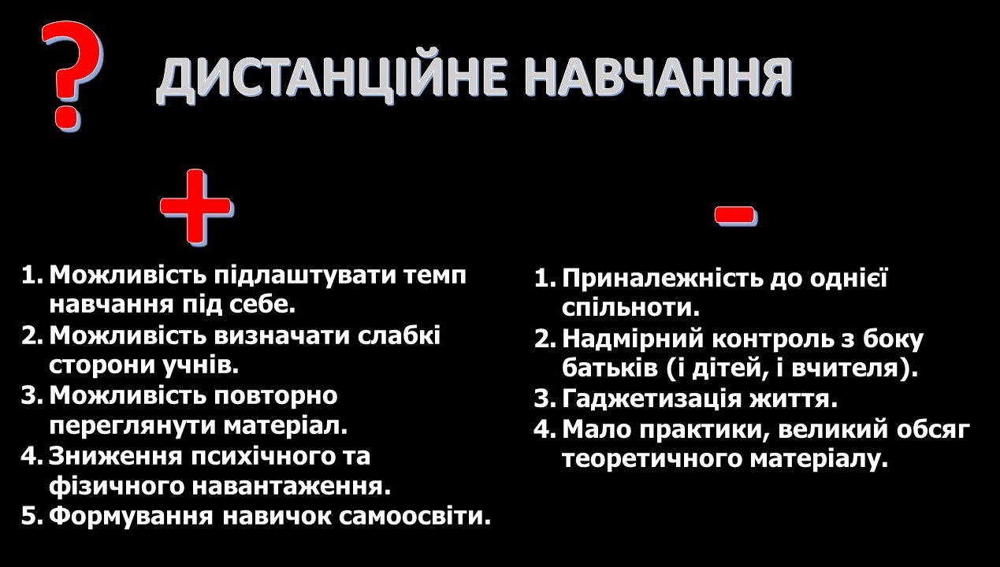 ?
ДИСТАНЦІЙНЕ НАВЧАННЯ
+
1. Можливість підлаштувати темп
навчання під себе.
2. Можливість визначати слабкі
сторони учнів.
3. Можливість повторно
переглянути матеріал.
4. Зниження психічного та
фізичного навантаження.
5. Формування навичок самоосвіти.
-
1. Приналежність до однієї
спільноти.
2. Надмірний контроль з боку
батьків (і дітей, і вчителя).
3. Гаджетизація життя.
4. Мало практики, великий обсяг
теоретичного матеріалу.